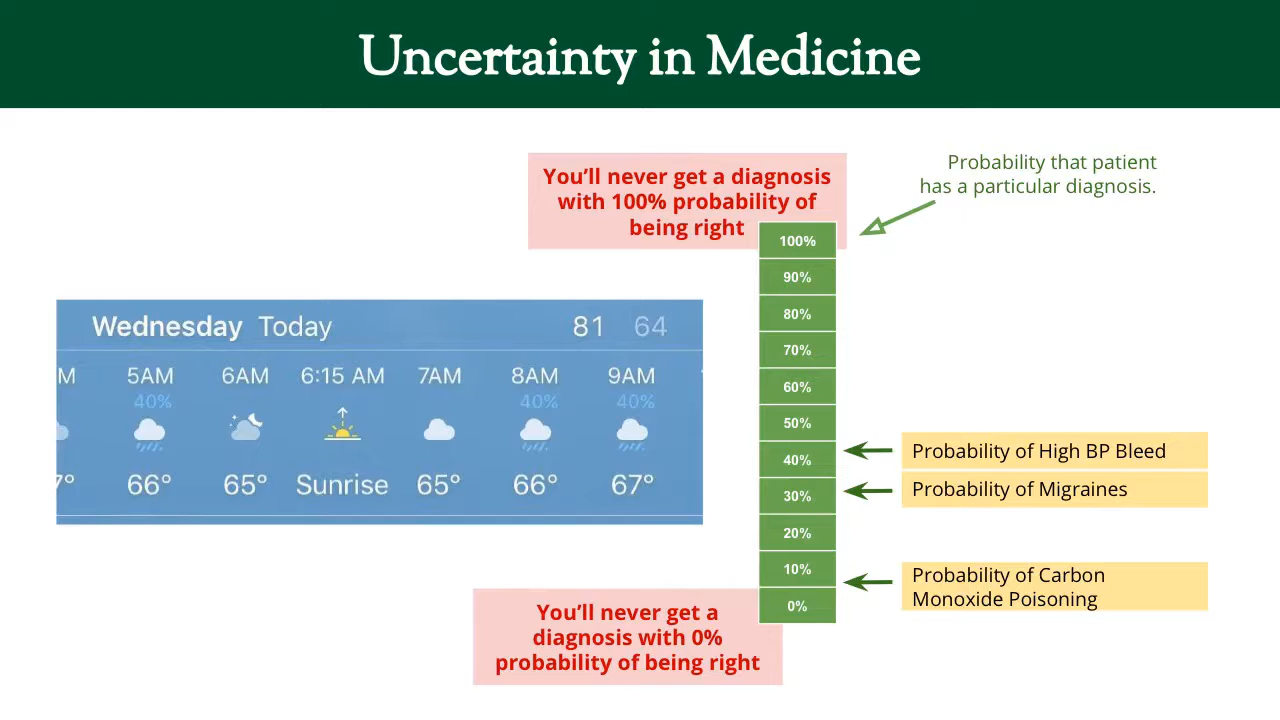 Uncertainty in Medicine
You'll never get a diagnosis
with 100% probability of
being right
Probability that patient
has a particular diagnosis.
100%
90%
80%
70%
60%
50%
40%
30%
20%
10%
0%
Wednesday Today 81 64
M 5AM 6AM 6:15 AM 7AM 8AM 9AM
40% 40% 40%
7° 66° 65° Sunrise 65° 66° 67°
Probability of High BP Bleed
Probability of Migraines
Probability of Carbon
Monoxide Poisoning
You'll never get a
diagnosis with 0%
probability of being right